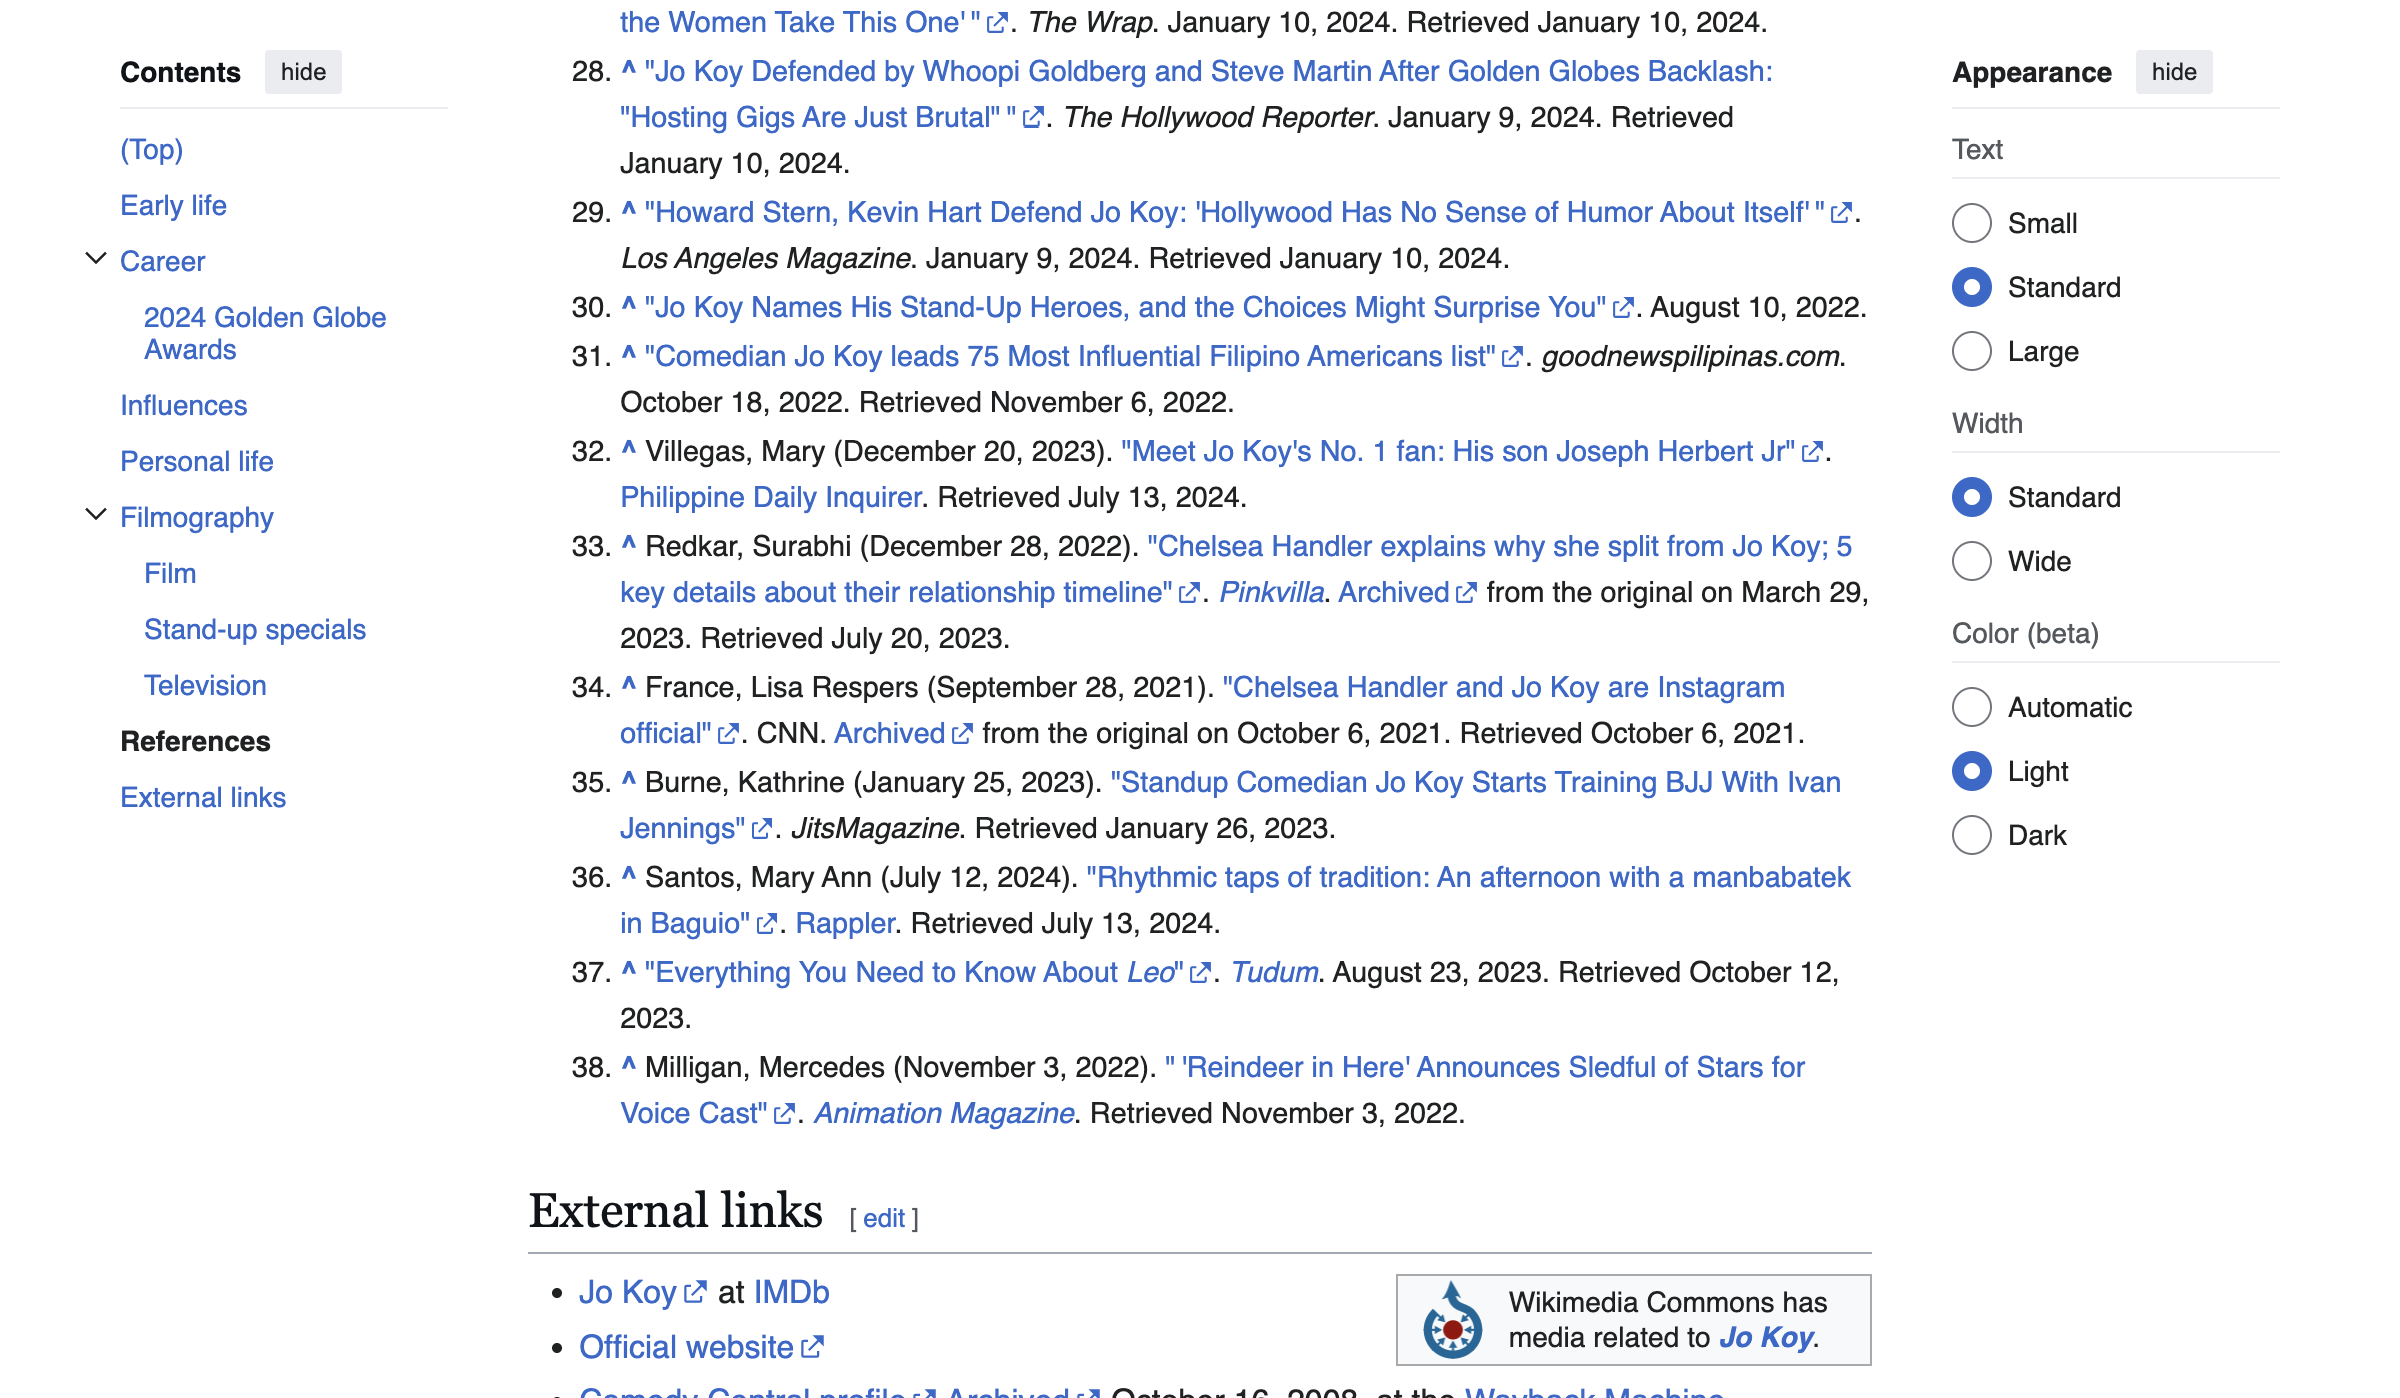 Contents hide
(Top)
Early life
Career
2024 Golden Globe
Awards
Influences
Personal life
Filmography
Film
Stand-up specials
Television
References
External links
the Women Take This One' ". The Wrap. January 10, 2024. Retrieved January 10, 2024.
28. ^ "Jo Koy Defended by Whoopi Goldberg and Steve Martin After Golden Globes Backlash:
"Hosting Gigs Are Just Brutal" ". The Hollywood Reporter. January 9, 2024. Retrieved
January 10, 2024.
29. ^ "Howard Stern, Kevin Hart Defend Jo Koy: 'Hollywood Has No Sense of Humor About Itself' ".
Los Angeles Magazine. January 9, 2024. Retrieved January 10, 2024.
30. ^ "Jo Koy Names His Stand-Up Heroes, and the Choices Might Surprise You". August 10, 2022.
31. ^ "Comedian Jo Koy leads 75 Most Influential Filipino Americans list". goodnewspilipinas.com.
October 18, 2022. Retrieved November 6, 2022.
32. ^ Villegas, Mary (December 20, 2023). "Meet Jo Koy's No. 1 fan: His son Joseph Herbert Jr".
Philippine Daily Inquirer. Retrieved July 13, 2024.
33. ^ Redkar, Surabhi (December 28, 2022). "Chelsea Handler explains why she split from Jo Koy; 5
key details about their relationship timeline". Pinkvilla. Archived from the original on March 29,
2023. Retrieved July 20, 2023.
34. ^ France, Lisa Respers (September 28, 2021). "Chelsea Handler and Jo Koy are Instagram
official". CNN. Archived from the original on October 6, 2021. Retrieved October 6, 2021.
35. ^ Burne, Kathrine (January 25, 2023). "Standup Comedian Jo Koy Starts Training BJJ With Ivan
Jennings". JitsMagazine. Retrieved January 26, 2023.
36. ^ Santos, Mary Ann (July 12, 2024). "Rhythmic taps of tradition: An afternoon with a manbabatek
in Baguio". Rappler. Retrieved July 13, 2024.
37. ^ "Everything You Need to Know About Leo". Tudum. August 23, 2023. Retrieved October 12,
2023.
38. ^ Milligan, Mercedes (November 3, 2022). " 'Reindeer in Here' Announces Sledful of Stars for
Voice Cast". Animation Magazine. Retrieved November 3, 2022.
External links [ edit ]
• Jo Koy at IMDb
• Official website
• Comedy Central profile Archived October 16, 2008, at the Wayback Machine
Wikimedia Commons has
media related to Jo Koy.
Appearance hide
Text
Small
Standard
Large
Width
Standard
Wide
Color (beta)
Automatic
Light
Dark